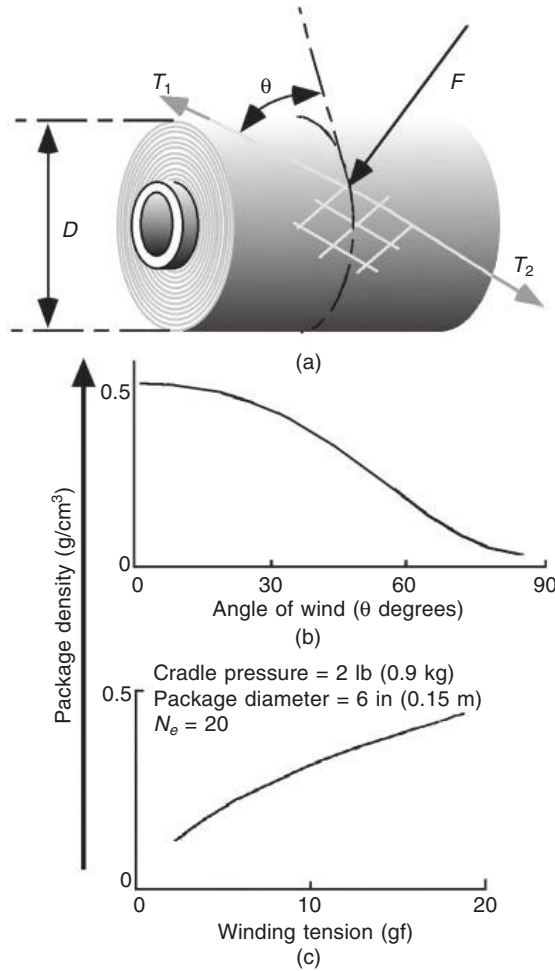 T1
θ
F
D
T2
(a)
Package density (g/cm³)
0.5
0
0
30
60
90
Angle of wind (θ degrees)
(b)
Cradle pressure = 2 lb (0.9 kg)
Package diameter = 6 in (0.15 m)
Ne = 20
0.5
0
0
10
20
Winding tension (gf)
(c)